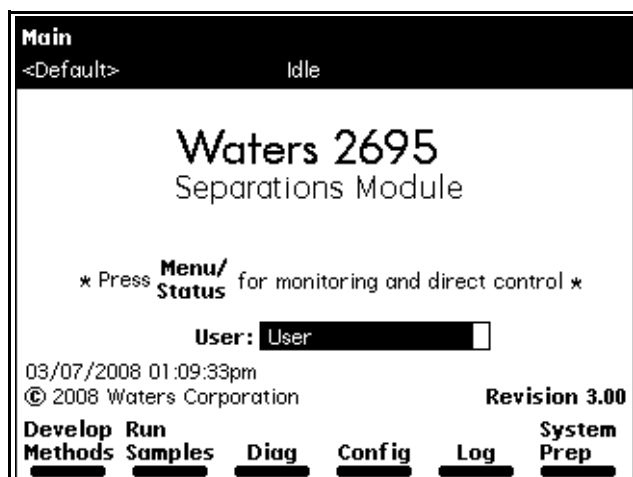 Main
<Default> Idle
Waters 2695
Separations Module
* Press Menu/ Status for monitoring and direct control *
User: User
03/07/2008 01:09:33pm
© 2008 Waters Corporation Revision 3.00
Develop Methods Run Samples Diag Config Log System Prep